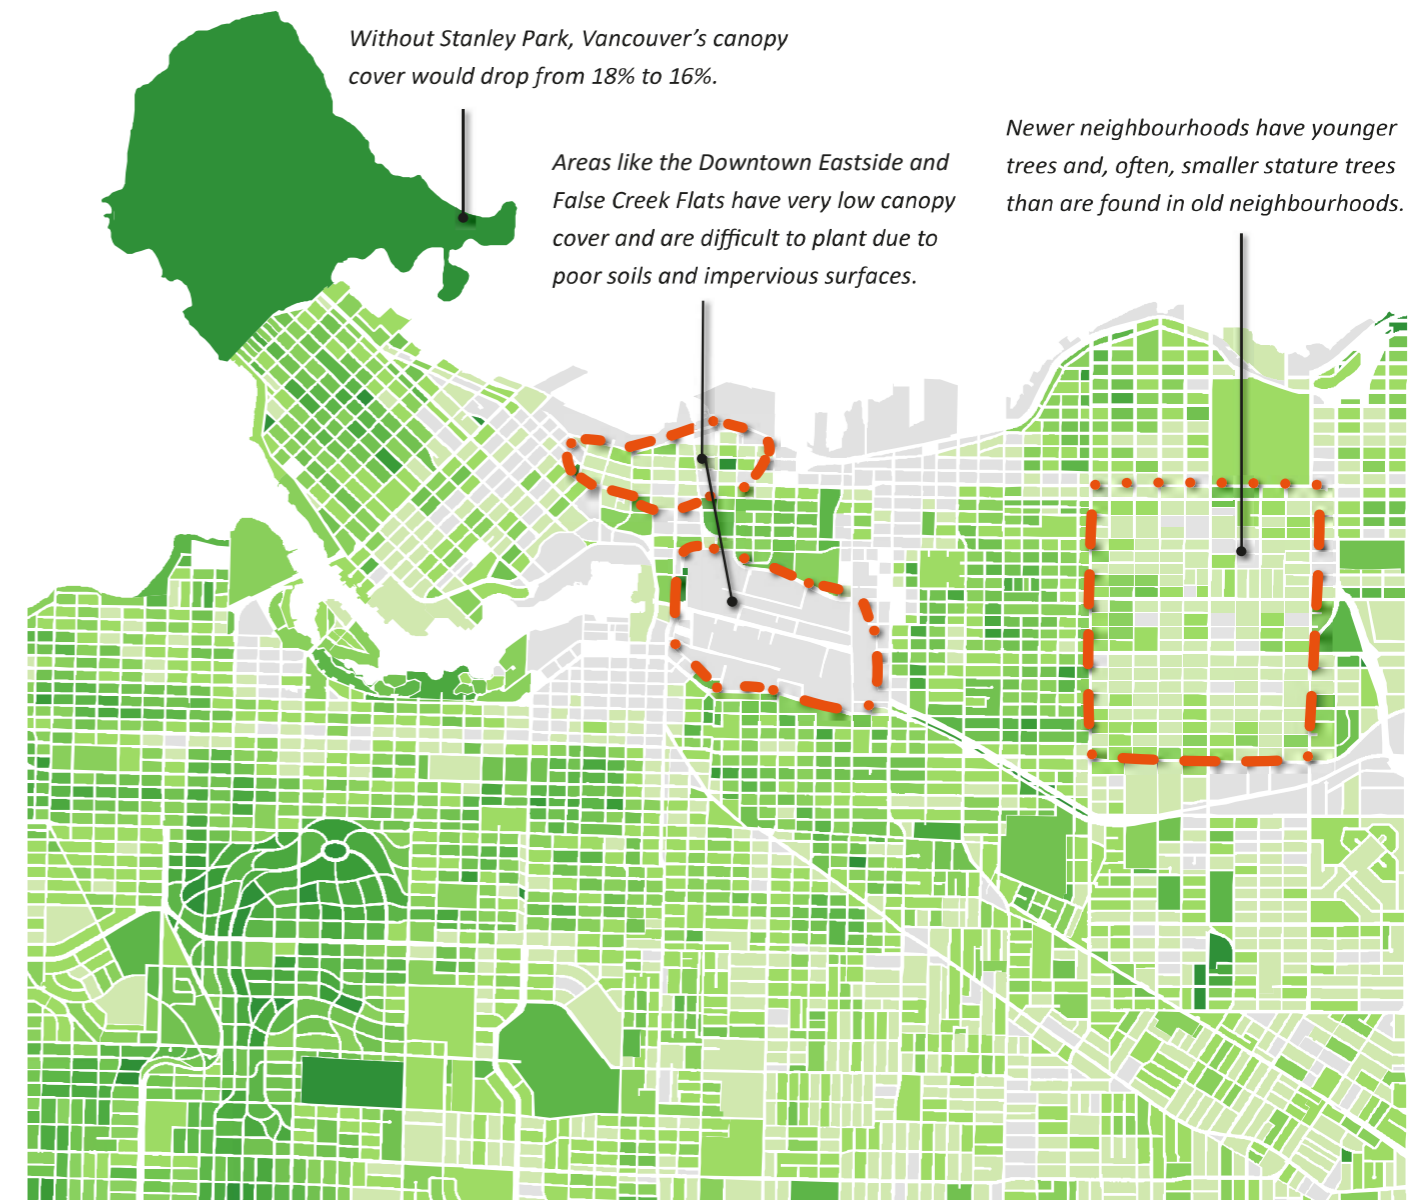 Without Stanley Park, Vancouver’s canopy
cover would drop from 18% to 16%.
Areas like the Downtown Eastside and
False Creek Flats have very low canopy
cover and are difficult to plant due to
poor soils and impervious surfaces.
Newer neighbourhoods have younger
trees and, often, smaller stature trees
than are found in old neighbourhoods.